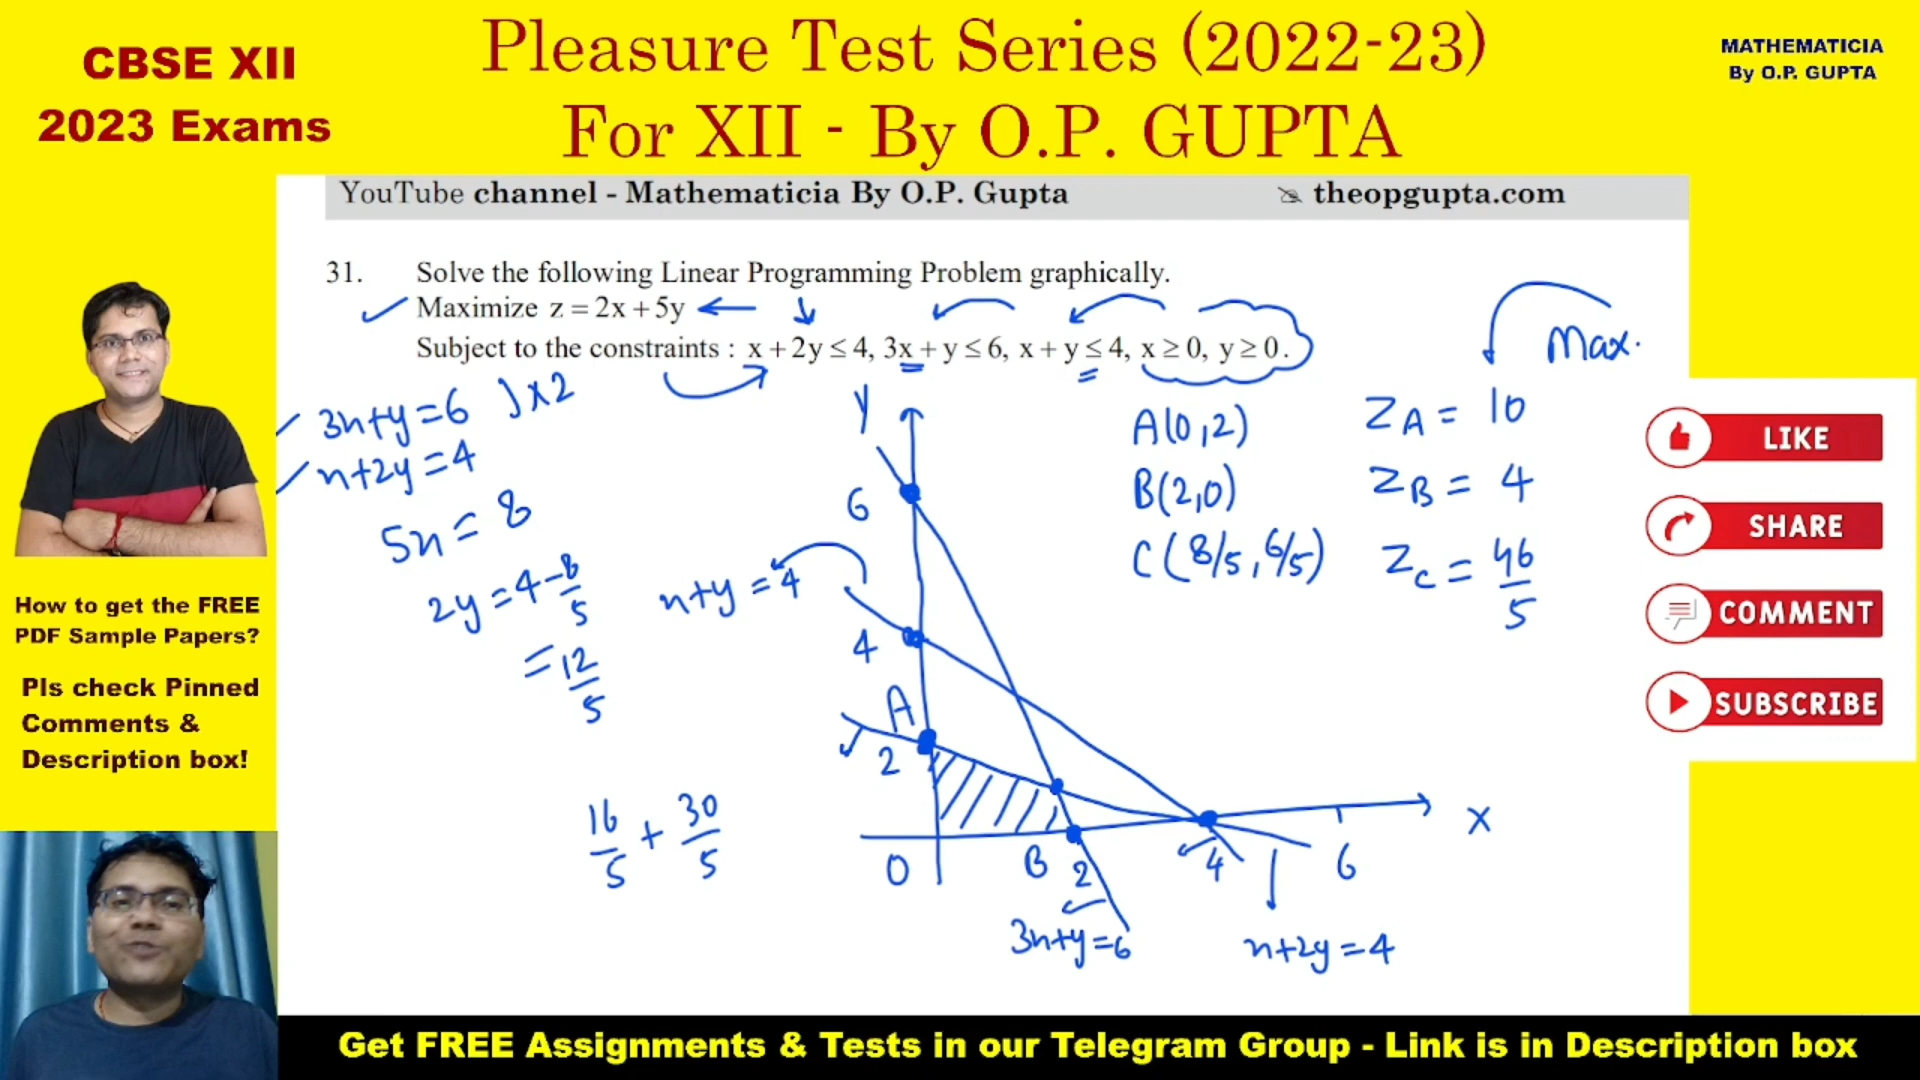 CBSE XII
2023 Exams
Pleasure Test Series (2022-23)
For XII - By O.P. GUPTA
MATHEMATICIA
By O.P. GUPTA
YouTube channel - Mathematicia By O.P. Gupta
theopgupta.com
31. Solve the following Linear Programming Problem graphically.
Maximize z = 2x + 5y
Subject to the constraints : x + 2y ≤ 4, 3x + y ≤ 6, x + y ≤ 4, x ≥ 0, y ≥ 0.
Max.
3x+y=6 ) x2
x+2y=4
5x = 8
2y = 4 - 8/5
= 12/5
16/5 + 30/5
Y
6
x+y=4
4
A
2
O
B
2
4
6
X
3x+y=6
x+2y=4
A(0,2)
B(2,0)
C(8/5, 6/5)
ZA = 10
ZB = 4
ZC = 46/5
LIKE
SHARE
COMMENT
SUBSCRIBE
How to get the FREE
PDF Sample Papers?
Pls check Pinned
Comments &
Description box!
Get FREE Assignments & Tests in our Telegram Group - Link is in Description box